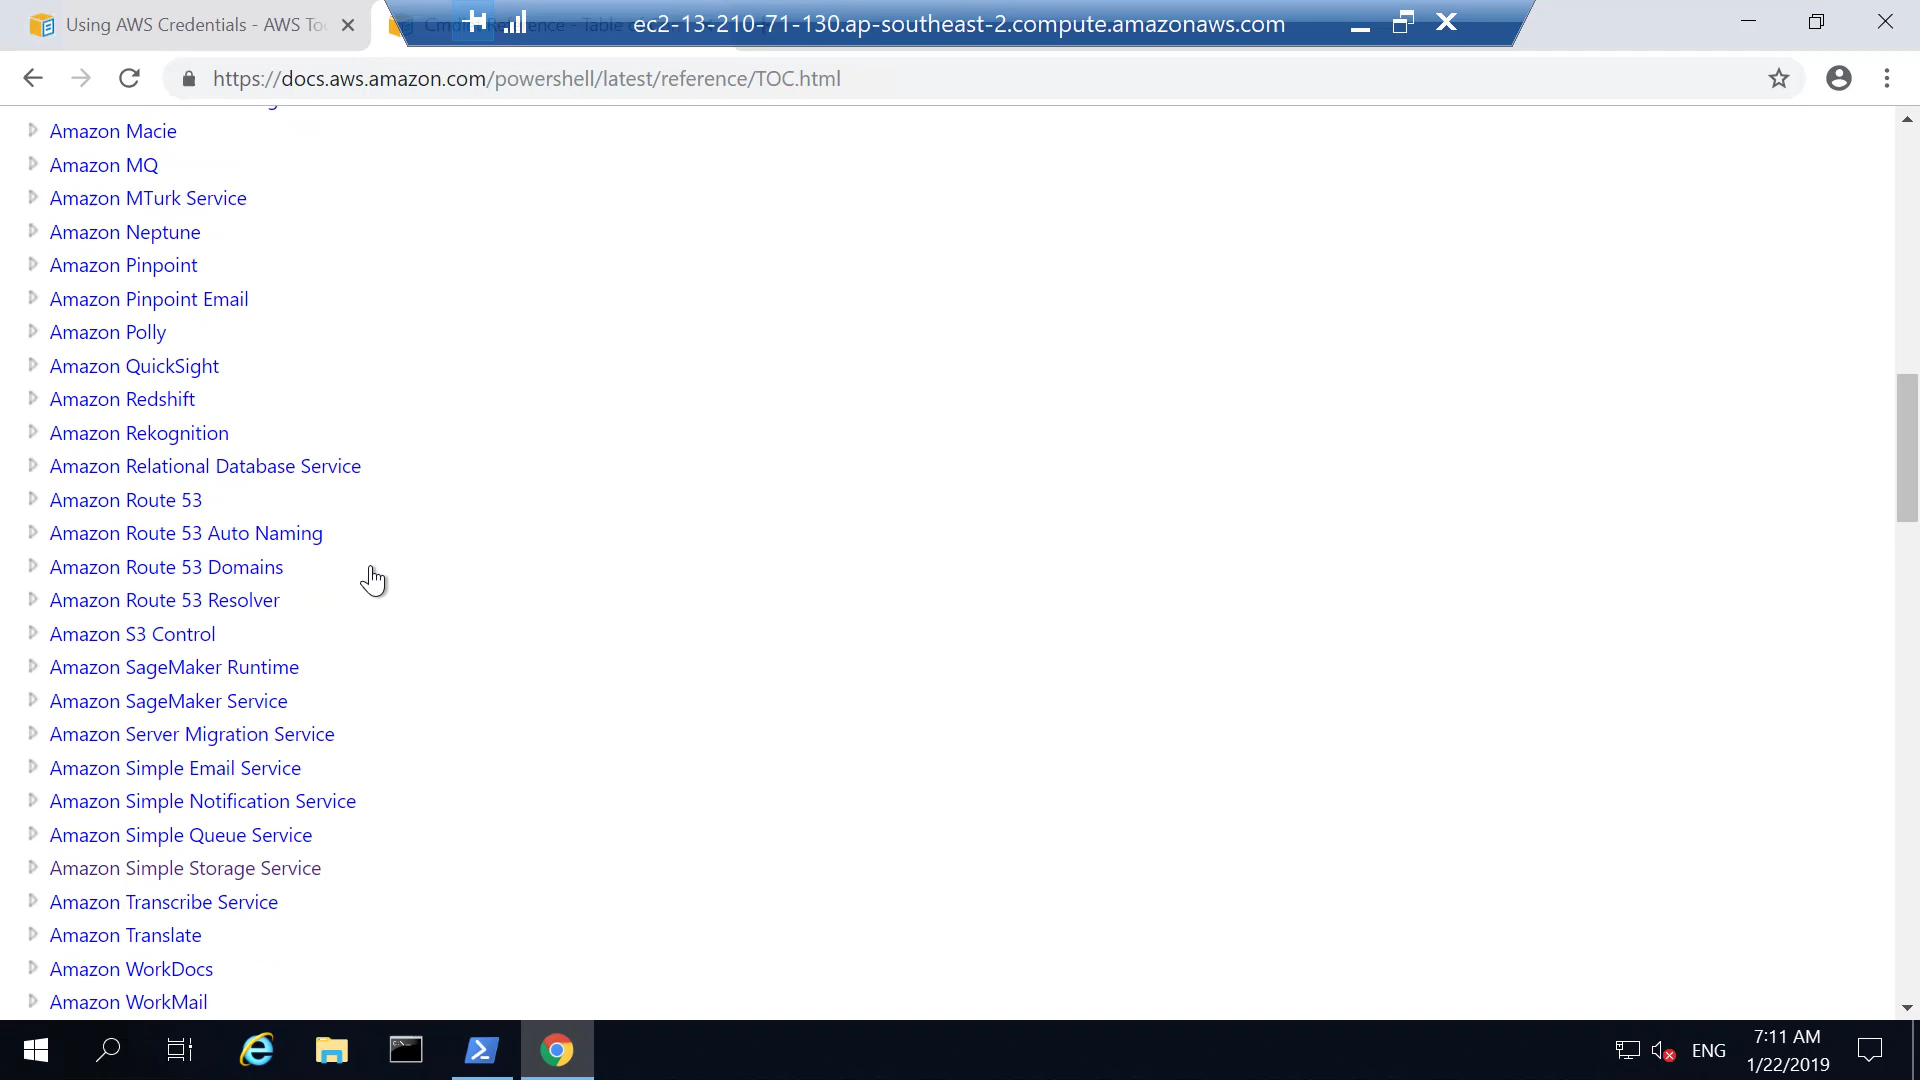 Using AWS Credentials - AWS Too
ec2-13-210-71-130.ap-southeast-2.compute.amazonaws.com
https://docs.aws.amazon.com/powershell/latest/reference/TOC.html
Amazon Macie
Amazon MQ
Amazon MTurk Service
Amazon Neptune
Amazon Pinpoint
Amazon Pinpoint Email
Amazon Polly
Amazon QuickSight
Amazon Redshift
Amazon Rekognition
Amazon Relational Database Service
Amazon Route 53
Amazon Route 53 Auto Naming
Amazon Route 53 Domains
Amazon Route 53 Resolver
Amazon S3 Control
Amazon SageMaker Runtime
Amazon SageMaker Service
Amazon Server Migration Service
Amazon Simple Email Service
Amazon Simple Notification Service
Amazon Simple Queue Service
Amazon Simple Storage Service
Amazon Transcribe Service
Amazon Translate
Amazon WorkDocs
Amazon WorkMail
ENG
7:11 AM
1/22/2019